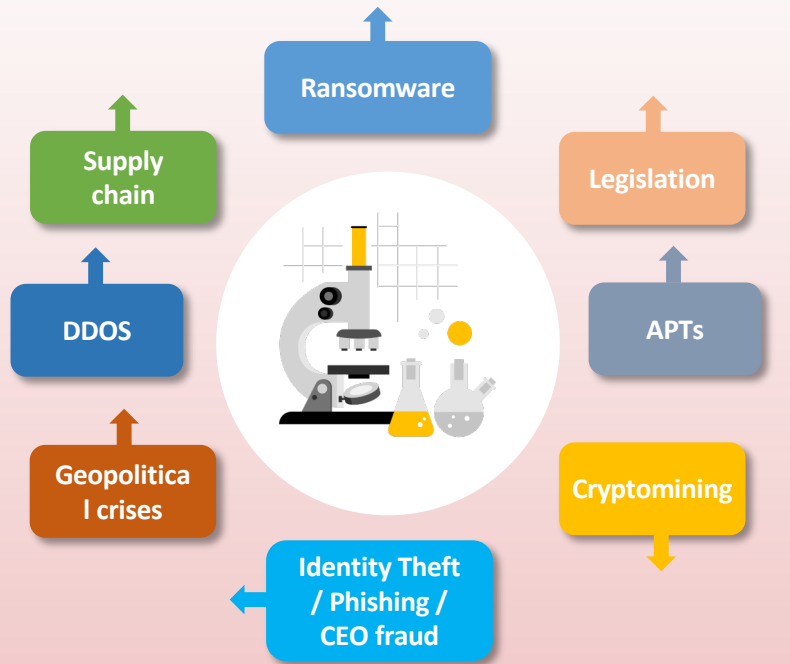 Ransomware
Supply
chain
Legislation
DDOS
APTs
Geopolitica
l crises
Cryptomining
Identity Theft
/ Phishing /
CEO fraud